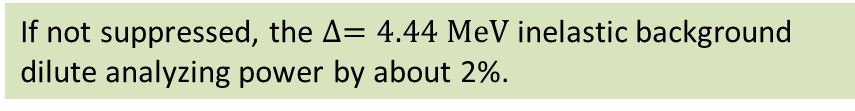 If not suppressed, the Δ= 4.44 MeV inelastic background
dilute analyzing power by about 2%.